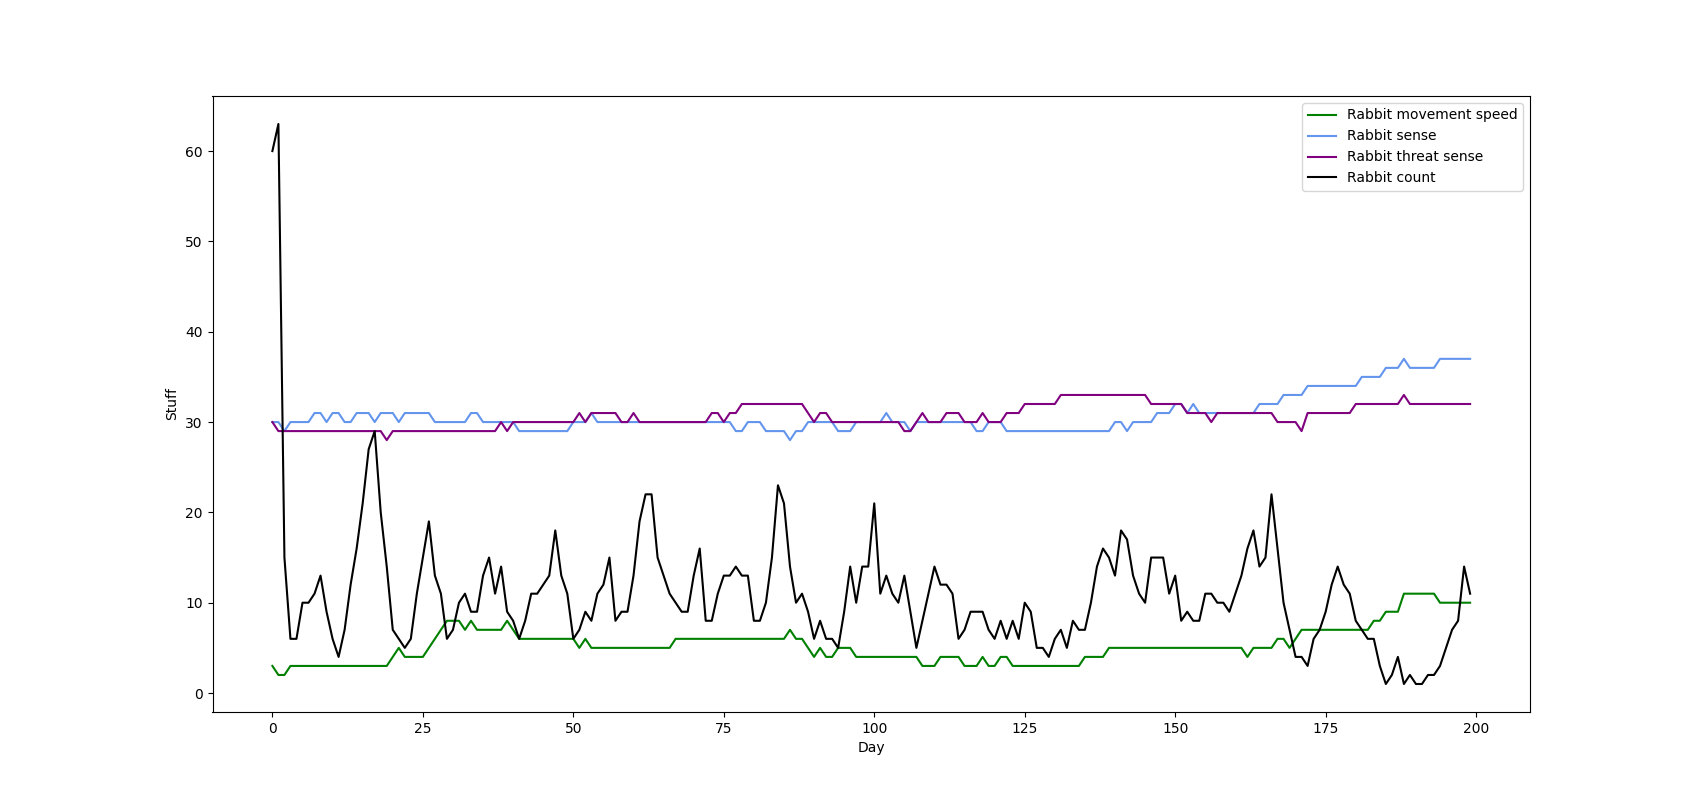 Rabbit movement speed
Rabbit sense
Rabbit threat sense
Rabbit count
60
50
40
30
20
10
0
Stuff
0 25 50 75 100 125 150 175 200
Day